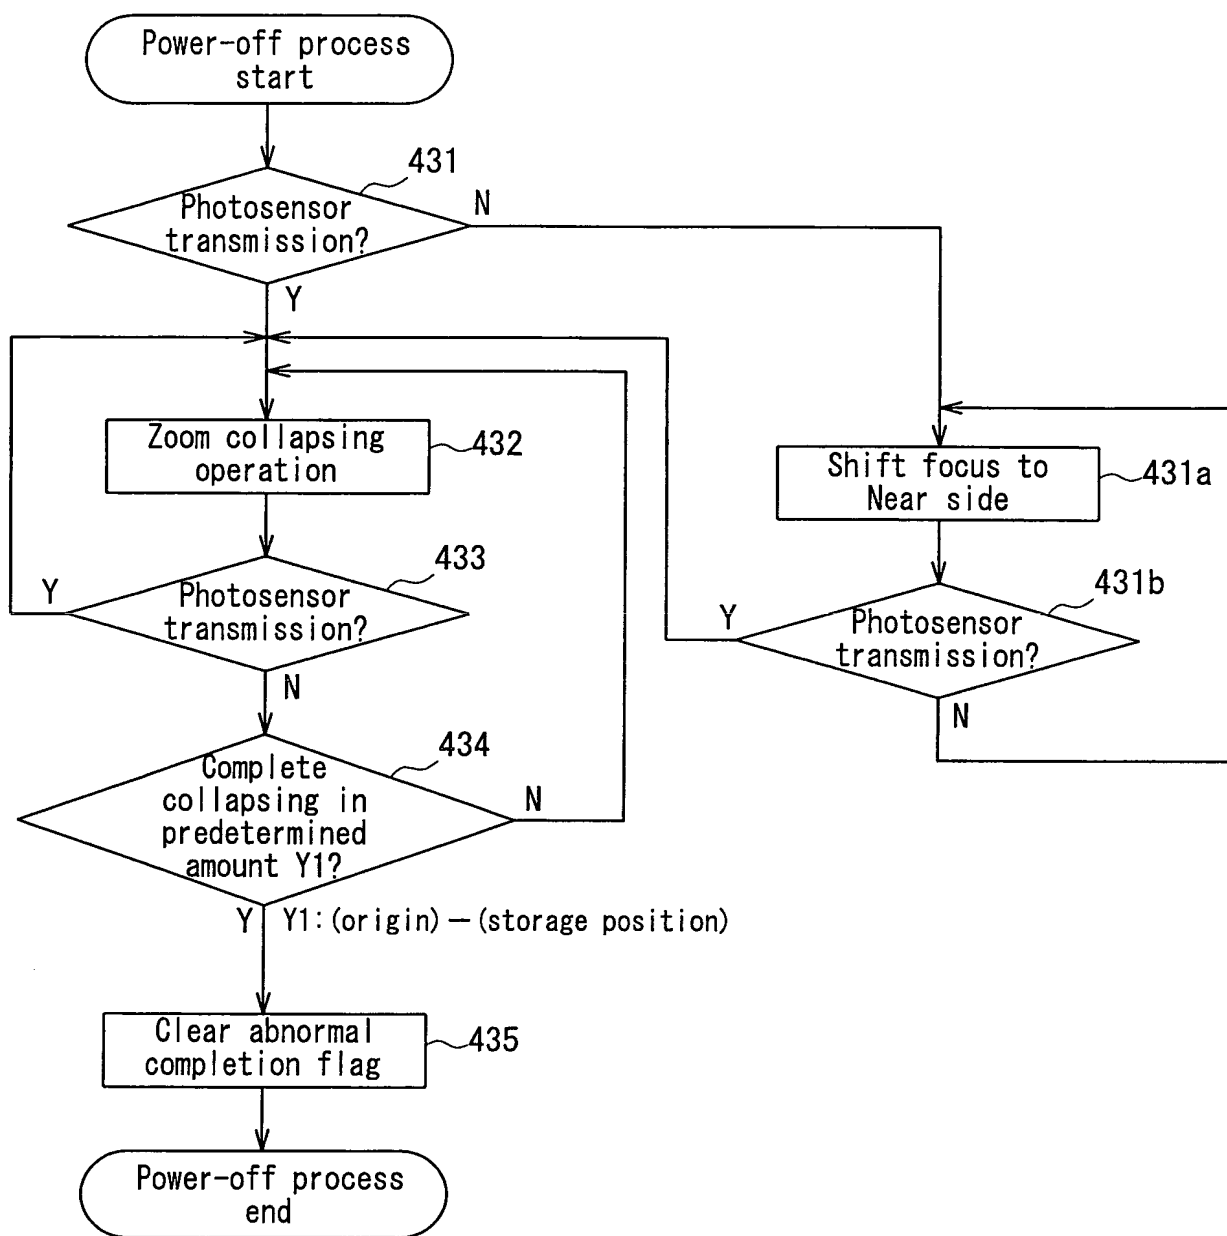 Power-off process
start
431
Photosensor
transmission?
N
Y
Zoom collapsing
operation
432
Shift focus to
Near side
431a
433
Photosensor
transmission?
Y
N
431b
Photosensor
transmission?
Y
N
434
Complete
collapsing in
predetermined
amount Y1?
N
Y
Y1:(origin)—(storage position)
Clear abnormal
completion flag
435
Power-off process
end